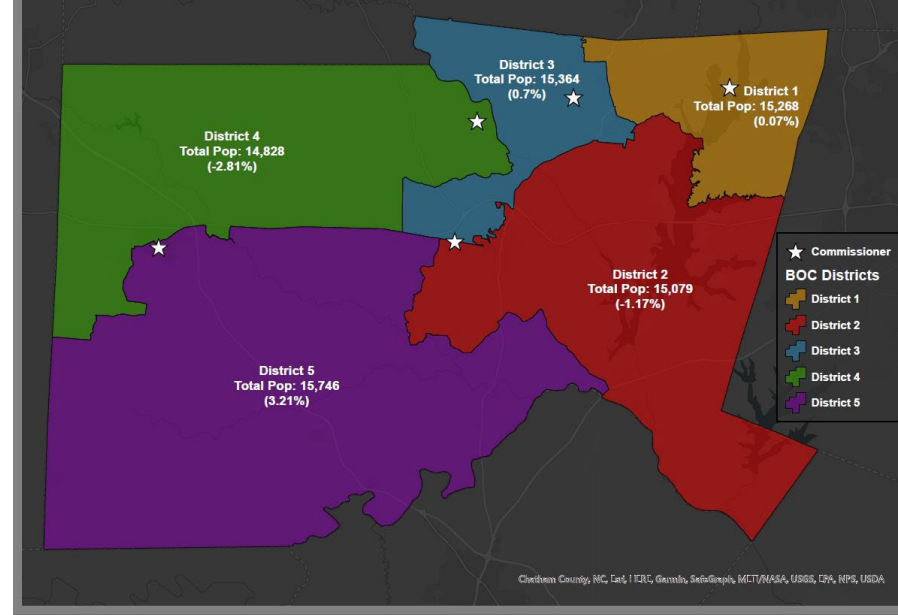 District 3
Total Pop: 15,364
(0.7%)
District 1
Total Pop: 15,268
(0.07%)
District 4
Total Pop: 14,828
(-2.81%)
District 2
Total Pop: 15,079
(-1.17%)
District 5
Total Pop: 15,746
(3.21%)
Commissioner
BOC Districts
District 1
District 2
District 3
District 4
District 5
Chatham County, NC, Esri, HERE, Garmin, SafeGraph, METI/NASA, USGS, EPA, NPS, USDA